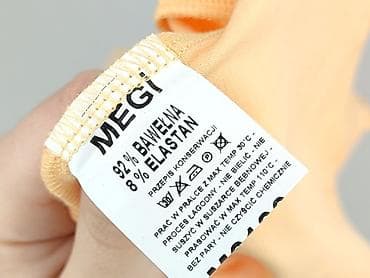 MEGi
92% BAWEŁNA
8% ELASTAN
PRZEPIS KONSERWACJI
PRAĆ W PRALCE Z MAX TEMP 30°C -
PROCES ŁAGODNY - NIE BIELIĆ - NIE
SUSZYĆ W SUSZARCE BĘBNOWEJ -
PRASOWAĆ W MAX TEMP 110°C -
BEZ PARY - NIE CZYŚCIĆ CHEMICZNIE